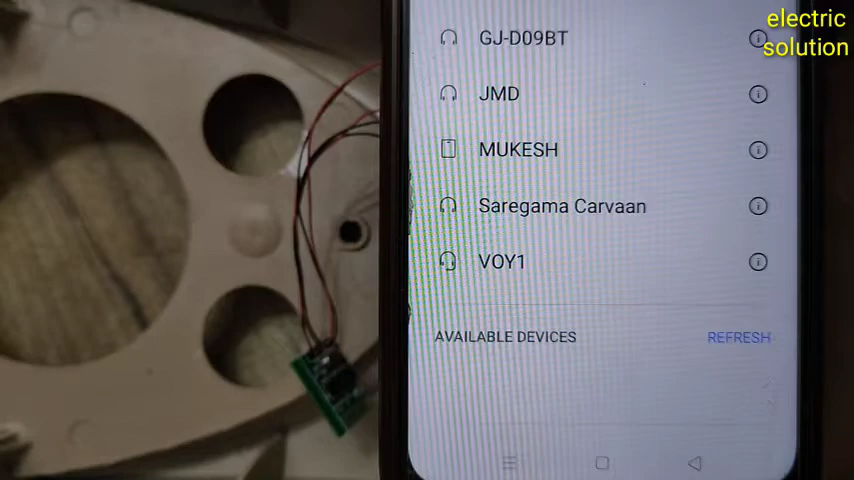 electric
solution
GJ-D09BT
JMD
MUKESH
Saregama Carvaan
VOY1
AVAILABLE DEVICES
REFRESH